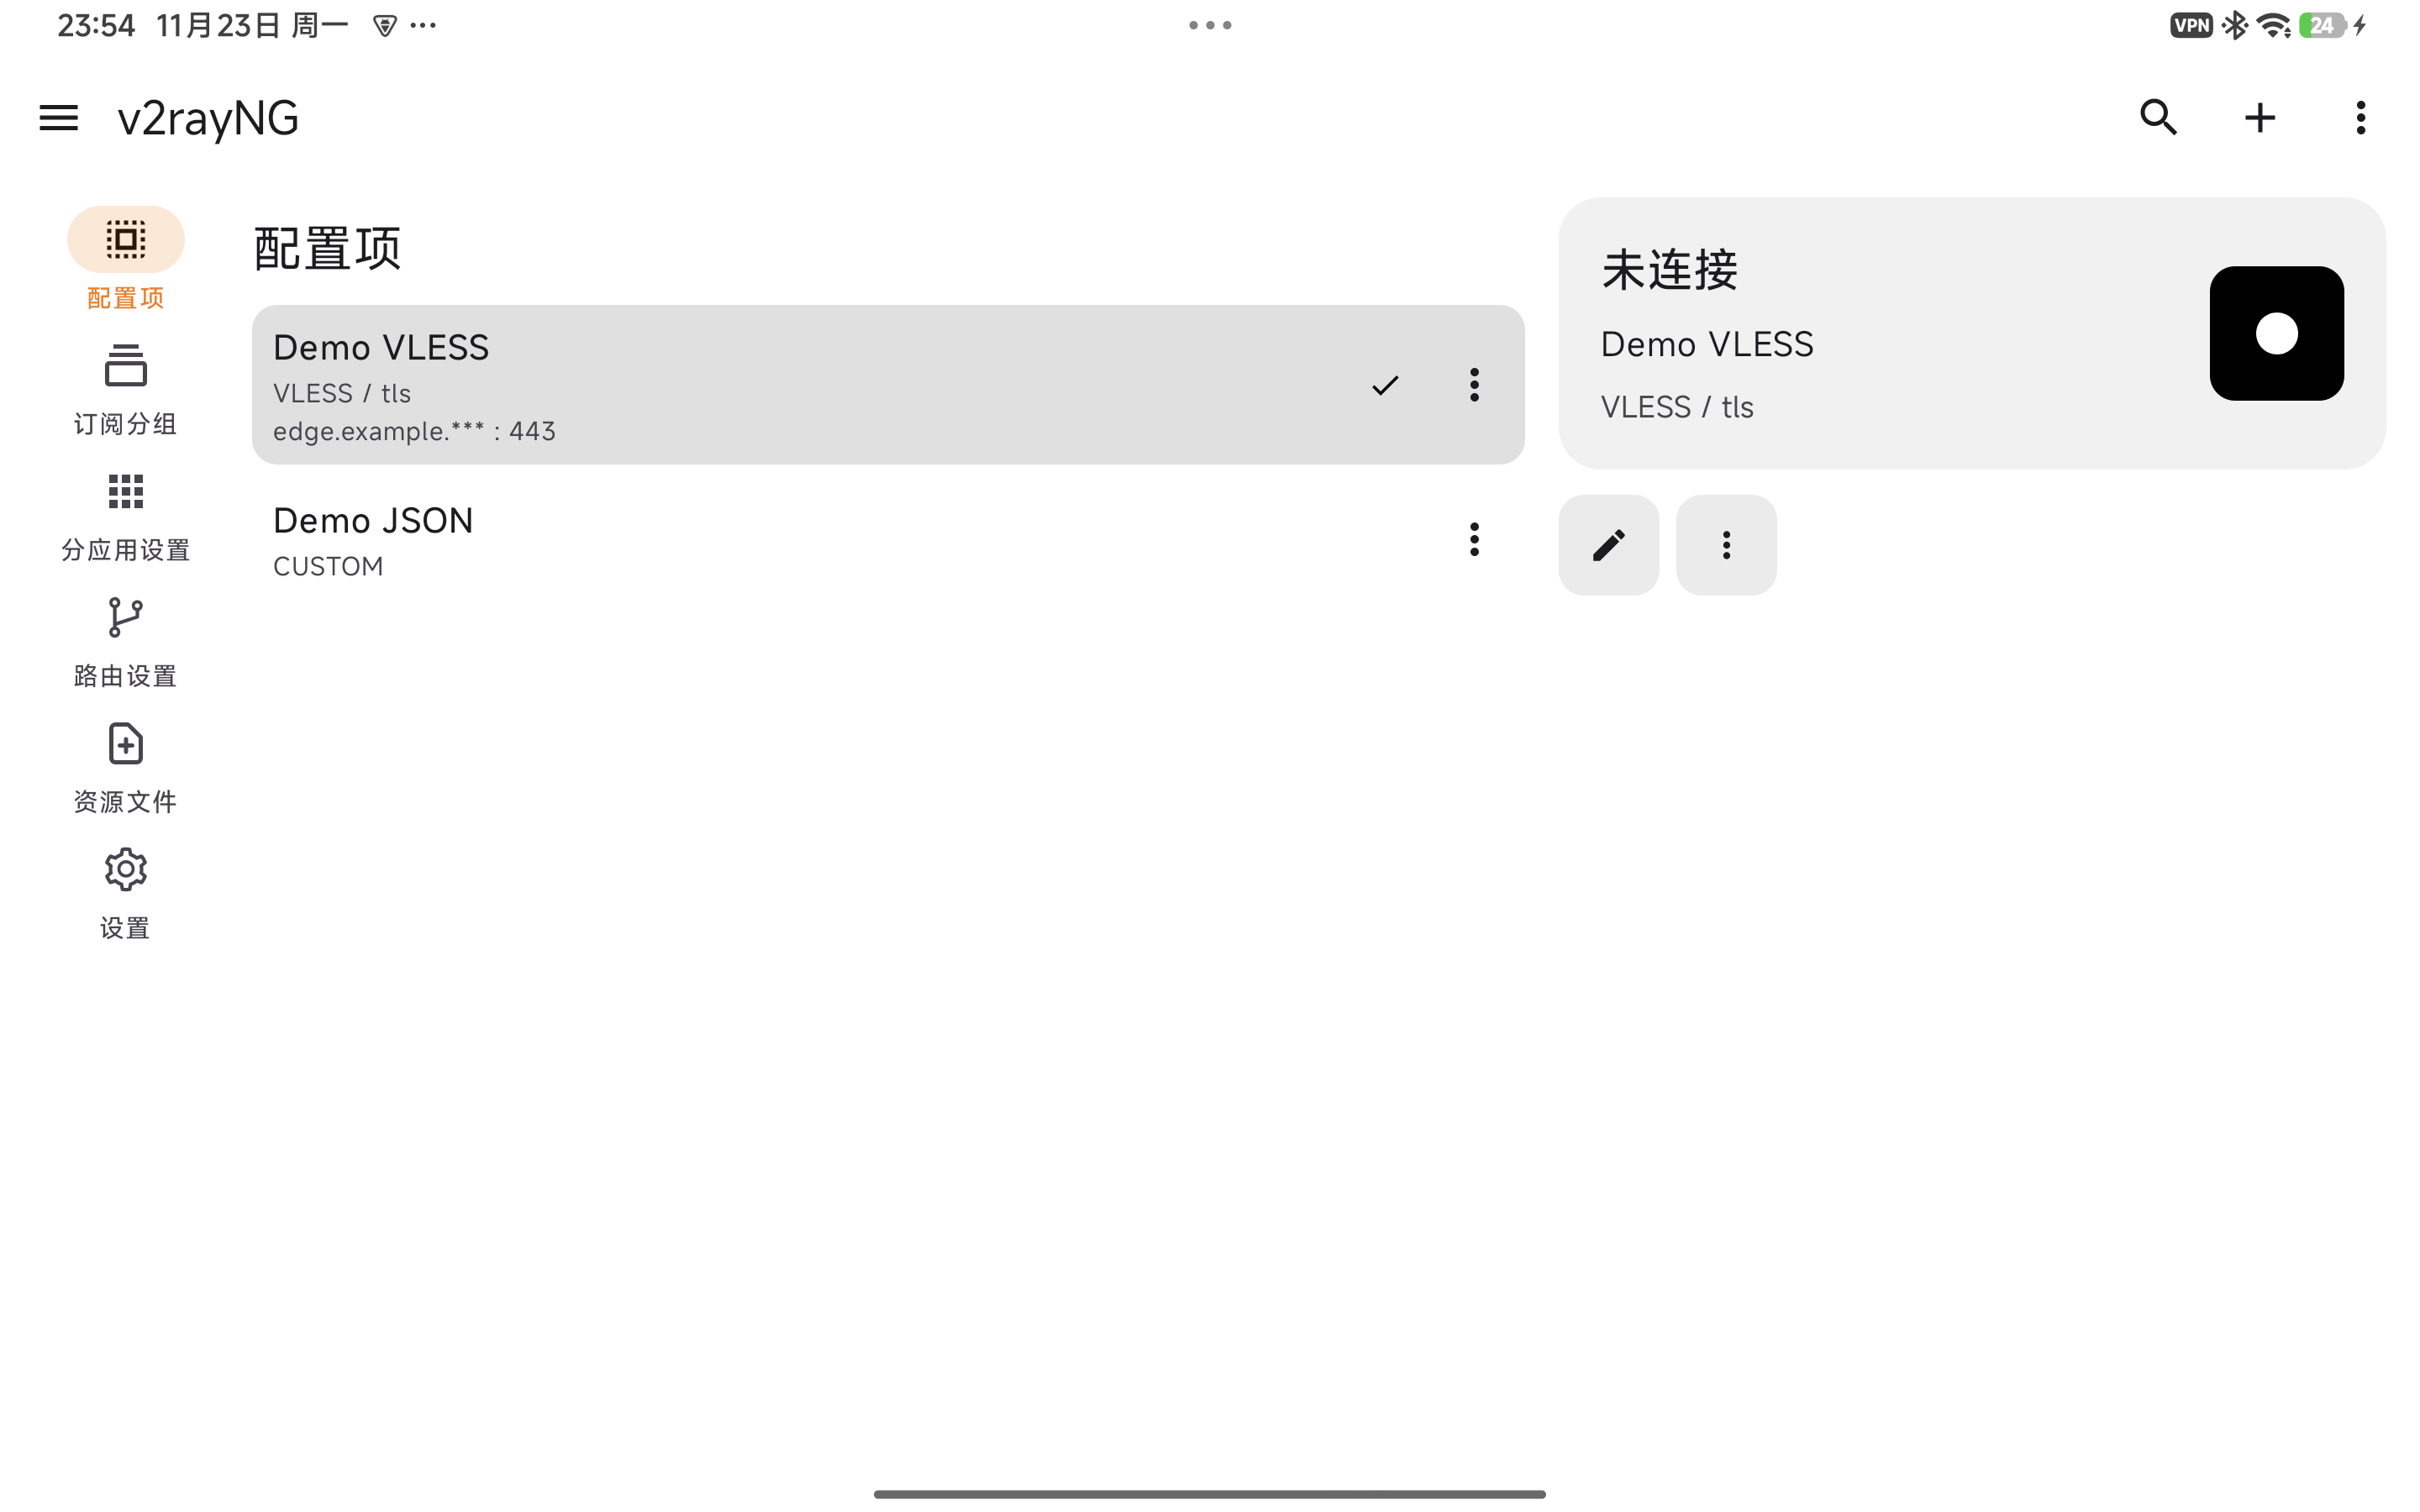 23:54 11月23日 周一
VPN
24
v2rayNG
配置项
订阅分组
分应用设置
路由设置
资源文件
设置
配置项
Demo VLESS
VLESS / tls
edge.example.*** : 443
Demo JSON
CUSTOM
未连接
Demo VLESS
VLESS / tls